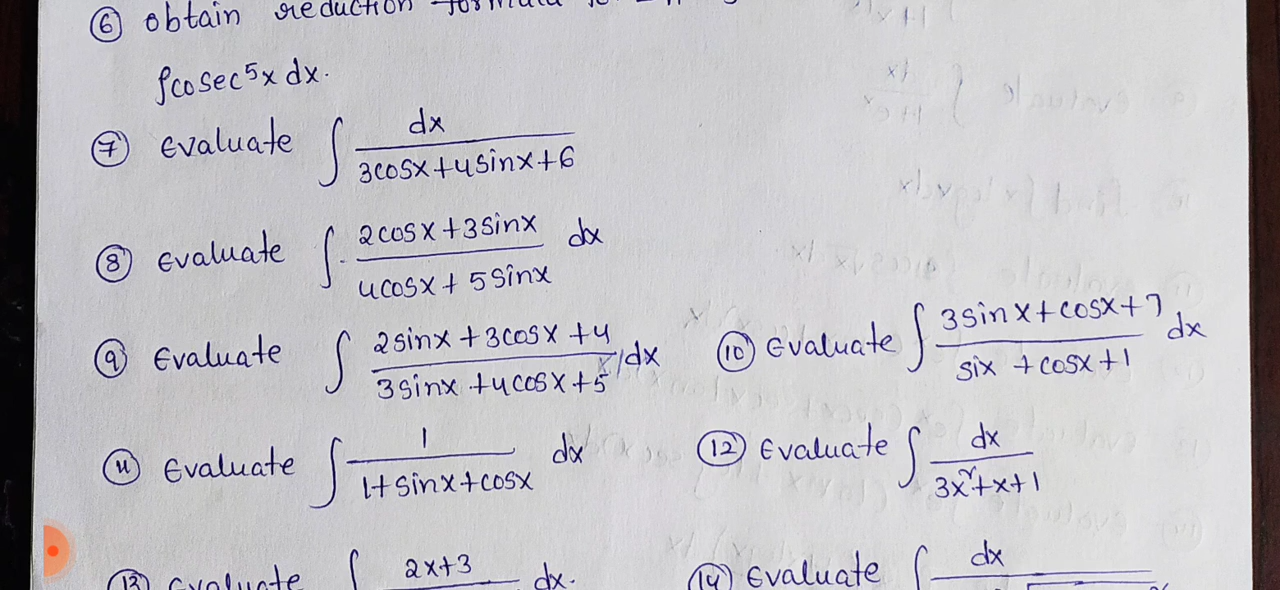 ⑥ obtain reduction
∫cosec⁵x dx.
⑦ Evaluate ∫ dx / 3cosx+4sinx+6
⑧ Evaluate ∫ 2cosx+3sinx / 4cosx+5sinx dx
⑨ Evaluate ∫ 2sinx+3cosx+4 / 3sinx+4cosx+5 dx
⑩ Evaluate ∫ 3sinx+cosx+7 / six+cosx+1 dx
⑪ Evaluate ∫ 1 / 1+sinx+cosx dx
⑫ Evaluate ∫ dx / 3x²+x+1
⑬ Evaluate ∫ 2x+3 dx.
⑭ Evaluate ∫ dx